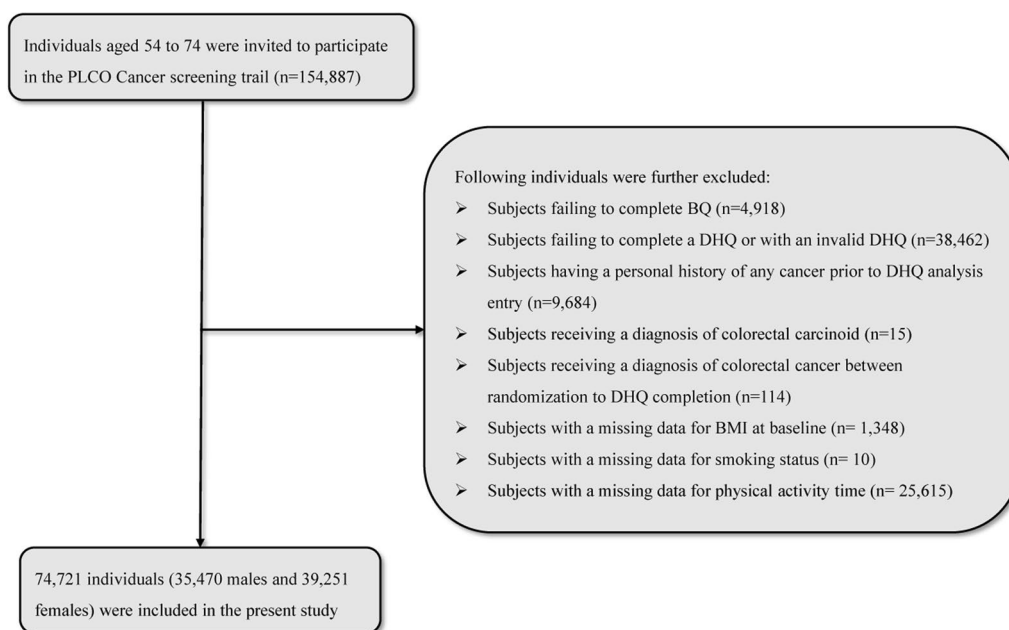 Individuals aged 54 to 74 were invited to participate
in the PLCO Cancer screening trail (n=154,887)
Following individuals were further excluded:
➢ Subjects failing to complete BQ (n=4,918)
➢ Subjects failing to complete a DHQ or with an invalid DHQ (n=38,462)
➢ Subjects having a personal history of any cancer prior to DHQ analysis
entry (n=9,684)
➢ Subjects receiving a diagnosis of colorectal carcinoid (n=15)
➢ Subjects receiving a diagnosis of colorectal cancer between
randomization to DHQ completion (n=114)
➢ Subjects with a missing data for BMI at baseline (n= 1,348)
➢ Subjects with a missing data for smoking status (n= 10)
➢ Subjects with a missing data for physical activity time (n= 25,615)
74,721 individuals (35,470 males and 39,251
females) were included in the present study